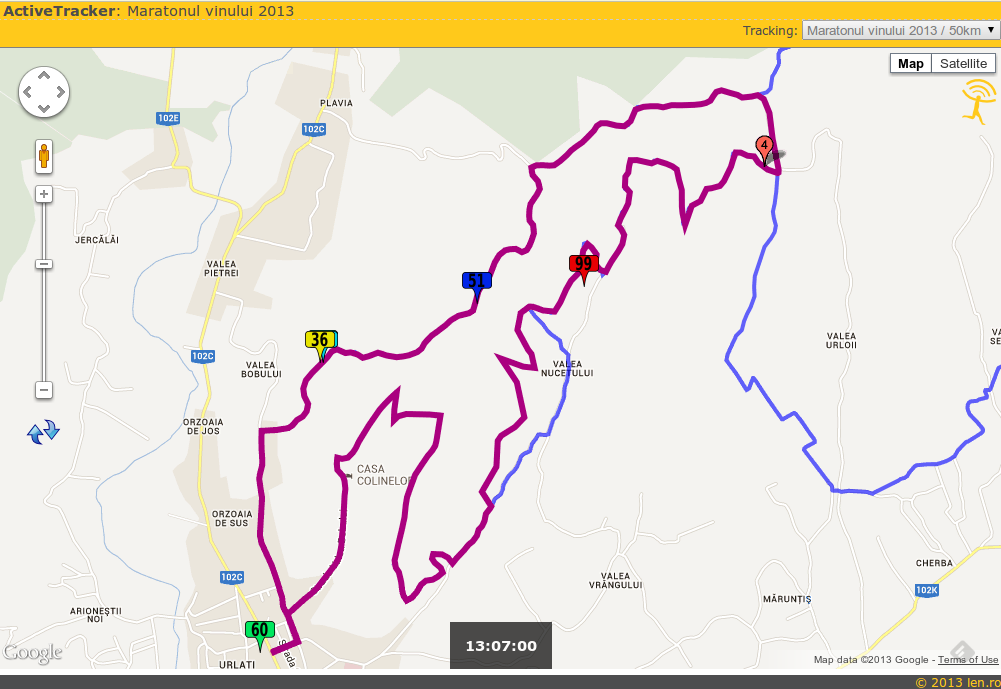 ActiveTracker: Maratonul vinului 2013
Tracking: Maratonul vinului 2013 / 50km
Map Satellite
PLAVIA
102E
102C
4
JERCĂLĂI
VALEA
PIETREI
99
51
36
102C
VALEA
BOBULUI
VALEA
NUCETULUI
VALEA
URLOII
VA
SE
ORZOAIA
DE JOS
CASA
COLINELOR
ORZOAIA
DE SUS
102C
VALEA
VRÂNGULUI
CHERBA
102K
MĂRUNȚIȘ
ARIONEȘTII
NOI
60
Strada
URLATI
13:07:00
Google
Map data ©2013 Google - Terms of Use
© 2013 len.ro